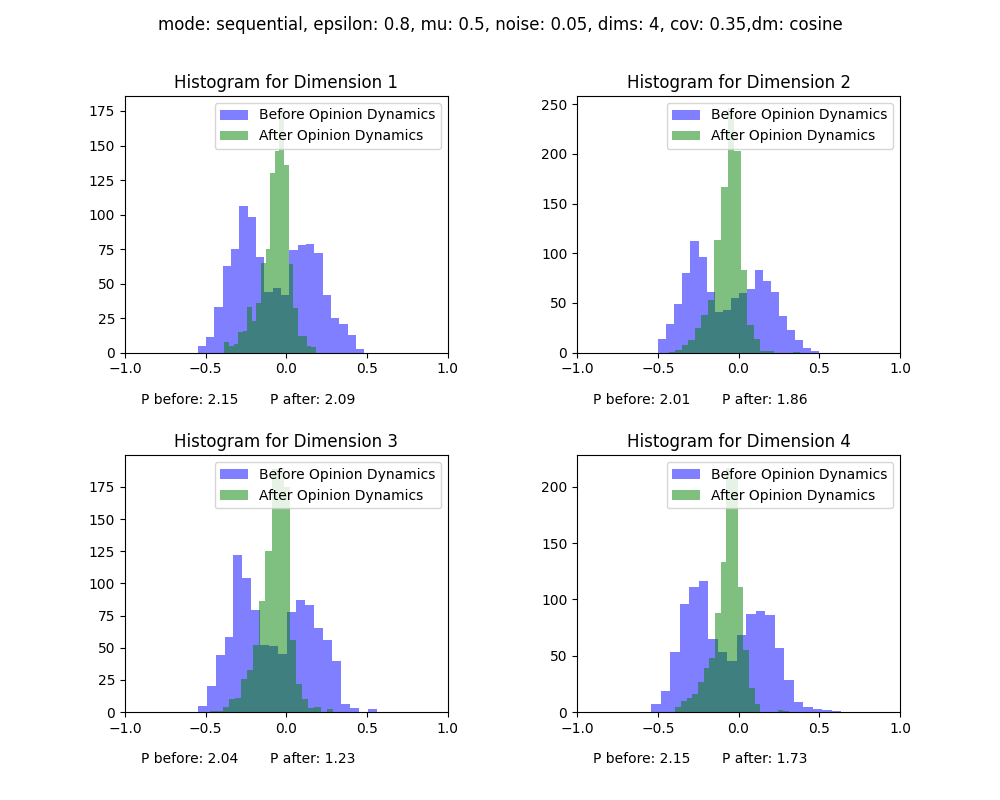 mode: sequential, epsilon: 0.8, mu: 0.5, noise: 0.05, dims: 4, cov: 0.35,dm: cosine
Histogram for Dimension 1
Before Opinion Dynamics
After Opinion Dynamics
175
150
125
100
75
50
25
0
−1.0 −0.5 0.0 0.5 1.0
P before: 2.15 P after: 2.09
Histogram for Dimension 2
Before Opinion Dynamics
After Opinion Dynamics
250
200
150
100
50
0
−1.0 −0.5 0.0 0.5 1.0
P before: 2.01 P after: 1.86
Histogram for Dimension 3
Before Opinion Dynamics
After Opinion Dynamics
175
150
125
100
75
50
25
0
−1.0 −0.5 0.0 0.5 1.0
P before: 2.04 P after: 1.23
Histogram for Dimension 4
Before Opinion Dynamics
After Opinion Dynamics
200
150
100
50
0
−1.0 −0.5 0.0 0.5 1.0
P before: 2.15 P after: 1.73